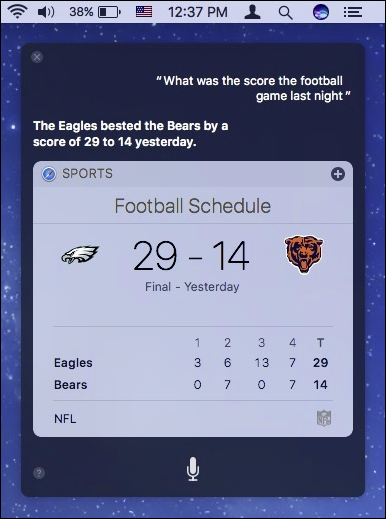 38% 12:37 PM
“What was the score the football
game last night”
The Eagles bested the Bears by a
score of 29 to 14 yesterday.
SPORTS
Football Schedule
29 - 14
Final - Yesterday
1 2 3 4 T
Eagles 3 6 13 7 29
Bears 0 7 0 7 14
NFL
?